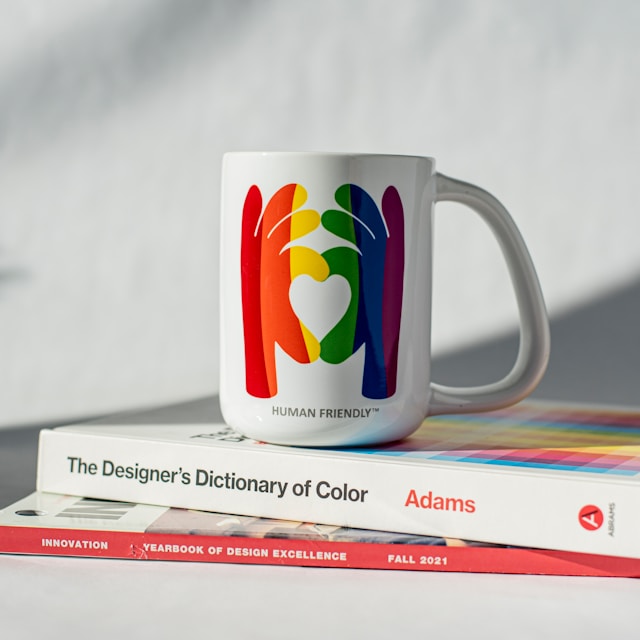 HUMAN FRIENDLY™
The Designer's Dictionary of Color Adams
ABRAMS
INNOVATION YEARBOOK OF DESIGN EXCELLENCE FALL 2021